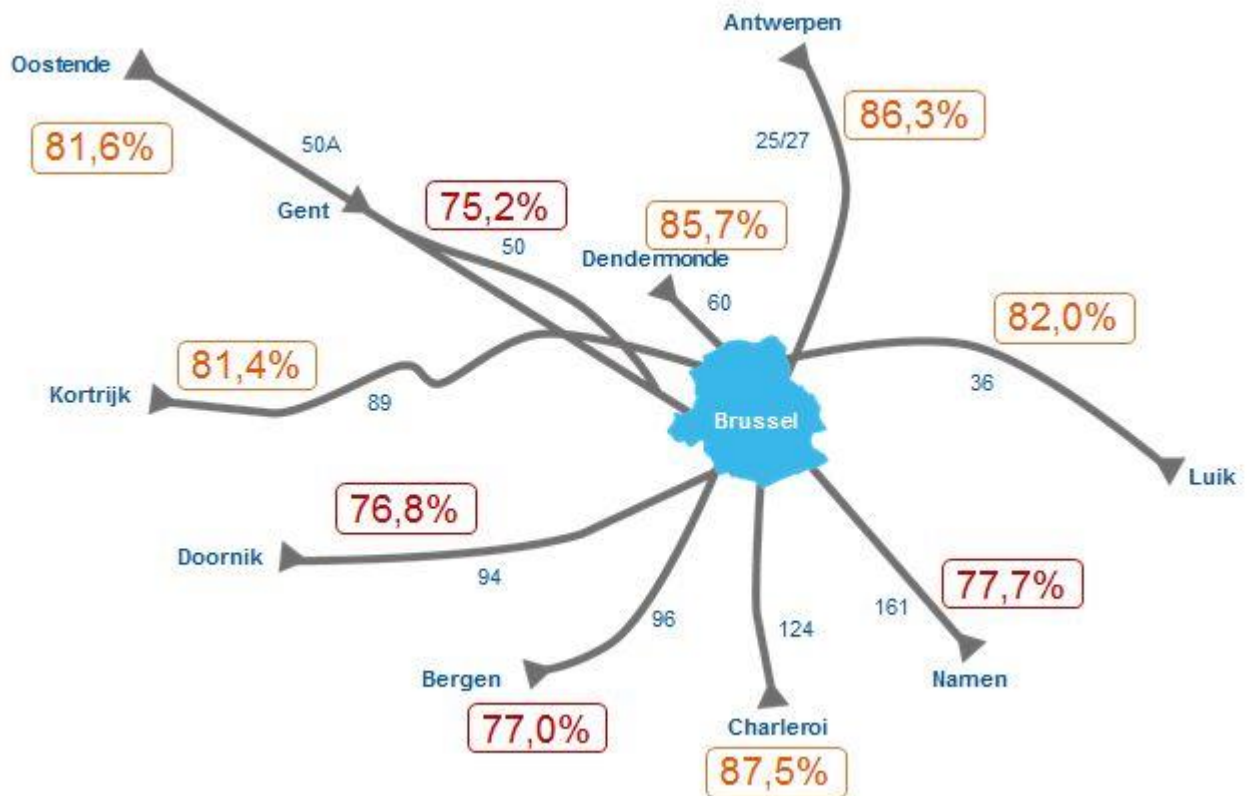 Antwerpen
Oostende
86,3%
81,6%
50A
25/27
Gent
75,2%
85,7%
50
Dendermonde
60
82,0%
81,4%
Kortrijk
89
36
Brussel
Luik
76,8%
Doornik
94
77,7%
161
96
124
Bergen
Namen
77,0%
Charleroi
87,5%